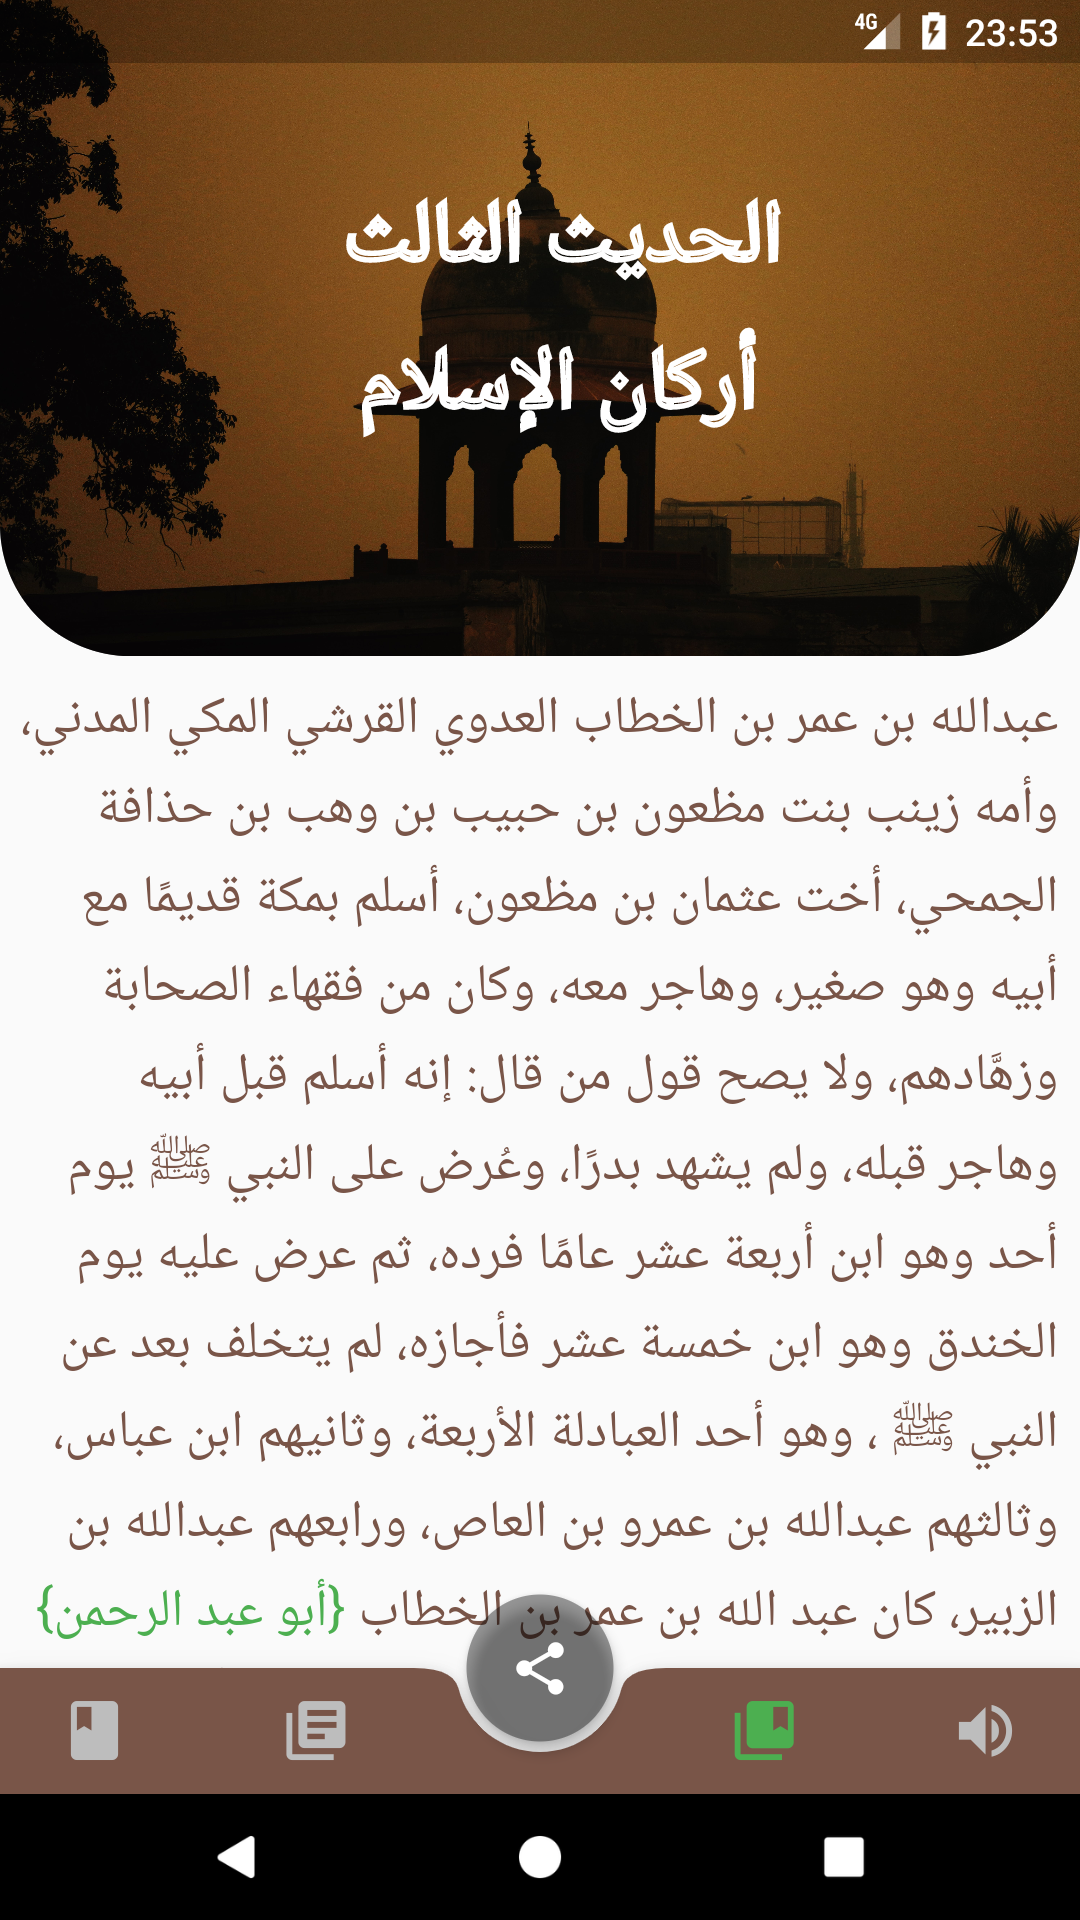 4G 23:53
الحديث الثالث
أركان الإسلام
عبدالله بن عمر بن الخطاب العدوي القرشي المكي المدني،
وأمه زينب بنت مظعون بن حبيب بن وهب بن حذافة
الجمحي، أخت عثمان بن مظعون، أسلم بمكة قديمًا مع
أبيه وهو صغير، وهاجر معه، وكان من فقهاء الصحابة
وزهَّادهم، ولا يصح قول من قال: إنه أسلم قبل أبيه
وهاجر قبله، ولم يشهد بدرًا، وعُرض على النبي ﷺ يوم
أحد وهو ابن أربعة عشر عامًا فرده، ثم عرض عليه يوم
الخندق وهو ابن خمسة عشر فأجازه، لم يتخلف بعد عن
النبي ﷺ ، وهو أحد العبادلة الأربعة، وثانيهم ابن عباس،
وثالثهم عبدالله بن عمرو بن العاص، ورابعهم عبدالله بن
الزبير، كان عبد الله بن عمر بن الخطاب {أبو عبد الرحمن}